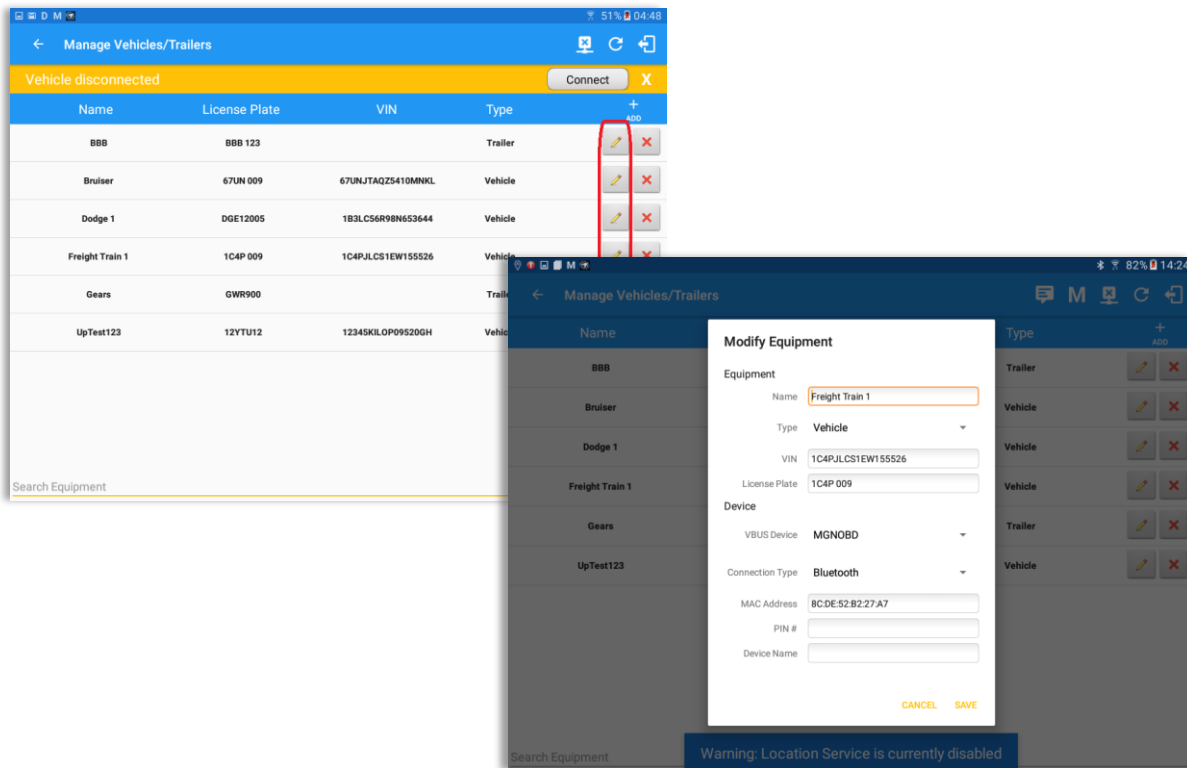 D M 51% 04:48
Manage Vehicles/Trailers
Vehicle disconnected Connect X
Name License Plate VIN Type ADD
BBB BBB 123 Trailer
Bruiser 67UN 009 67UNJTAQZ5410MNKL Vehicle
Dodge 1 DGE12005 1B3LC56R98N653644 Vehicle
Freight Train 1 1C4P 009 1C4PJLCS1EW155526 Vehicle
Gears GWR900
UpTest123 12YTU12 12345KILOP09520GH
Search Equipment
M 82% 14:24
Manage Vehicles/Trailers M
Name Type ADD
BBB Trailer
Bruiser Vehicle
Dodge 1 Vehicle
Freight Train 1 Vehicle
Gears Trailer
UpTest123 Vehicle
Modify Equipment
Equipment
Name Freight Train 1
Type Vehicle
VIN 1C4PJLCS1EW155526
License Plate 1C4P 009
Device
VBUS Device MGNOBD
Connection Type Bluetooth
MAC Address 8C:DE:52:B2:27:A7
PIN #
Device Name
CANCEL SAVE
Search Equipment
Warning: Location Service is currently disabled